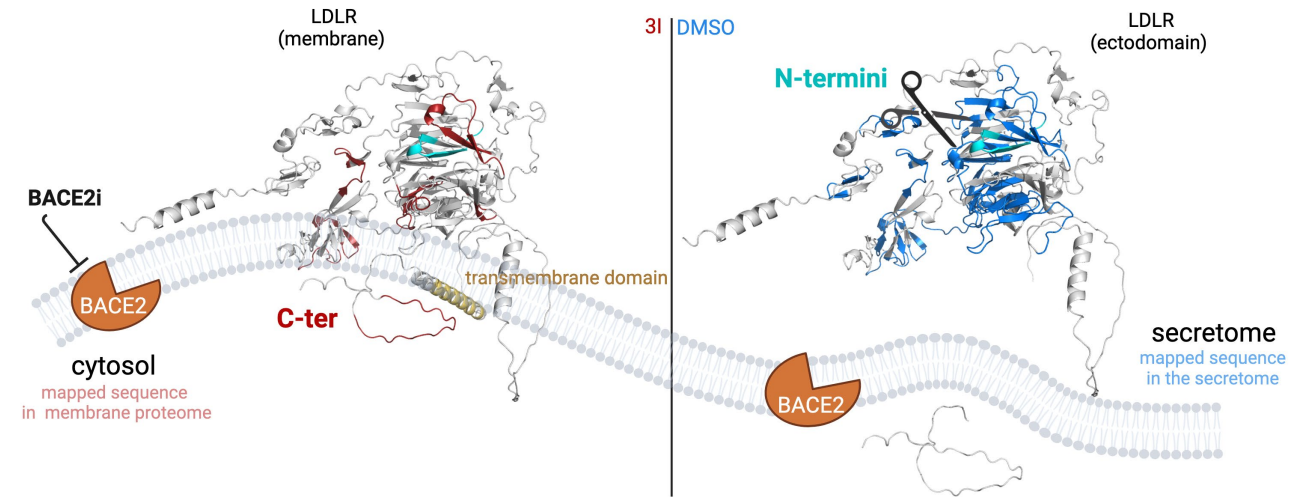 LDLR
(membrane)
3I
DMSO
LDLR
(ectodomain)
N-termini
BACE2i
BACE2
transmembrane domain
C-ter
cytosol
mapped sequence
in membrane proteome
BACE2
secretome
mapped sequence
in the secretome